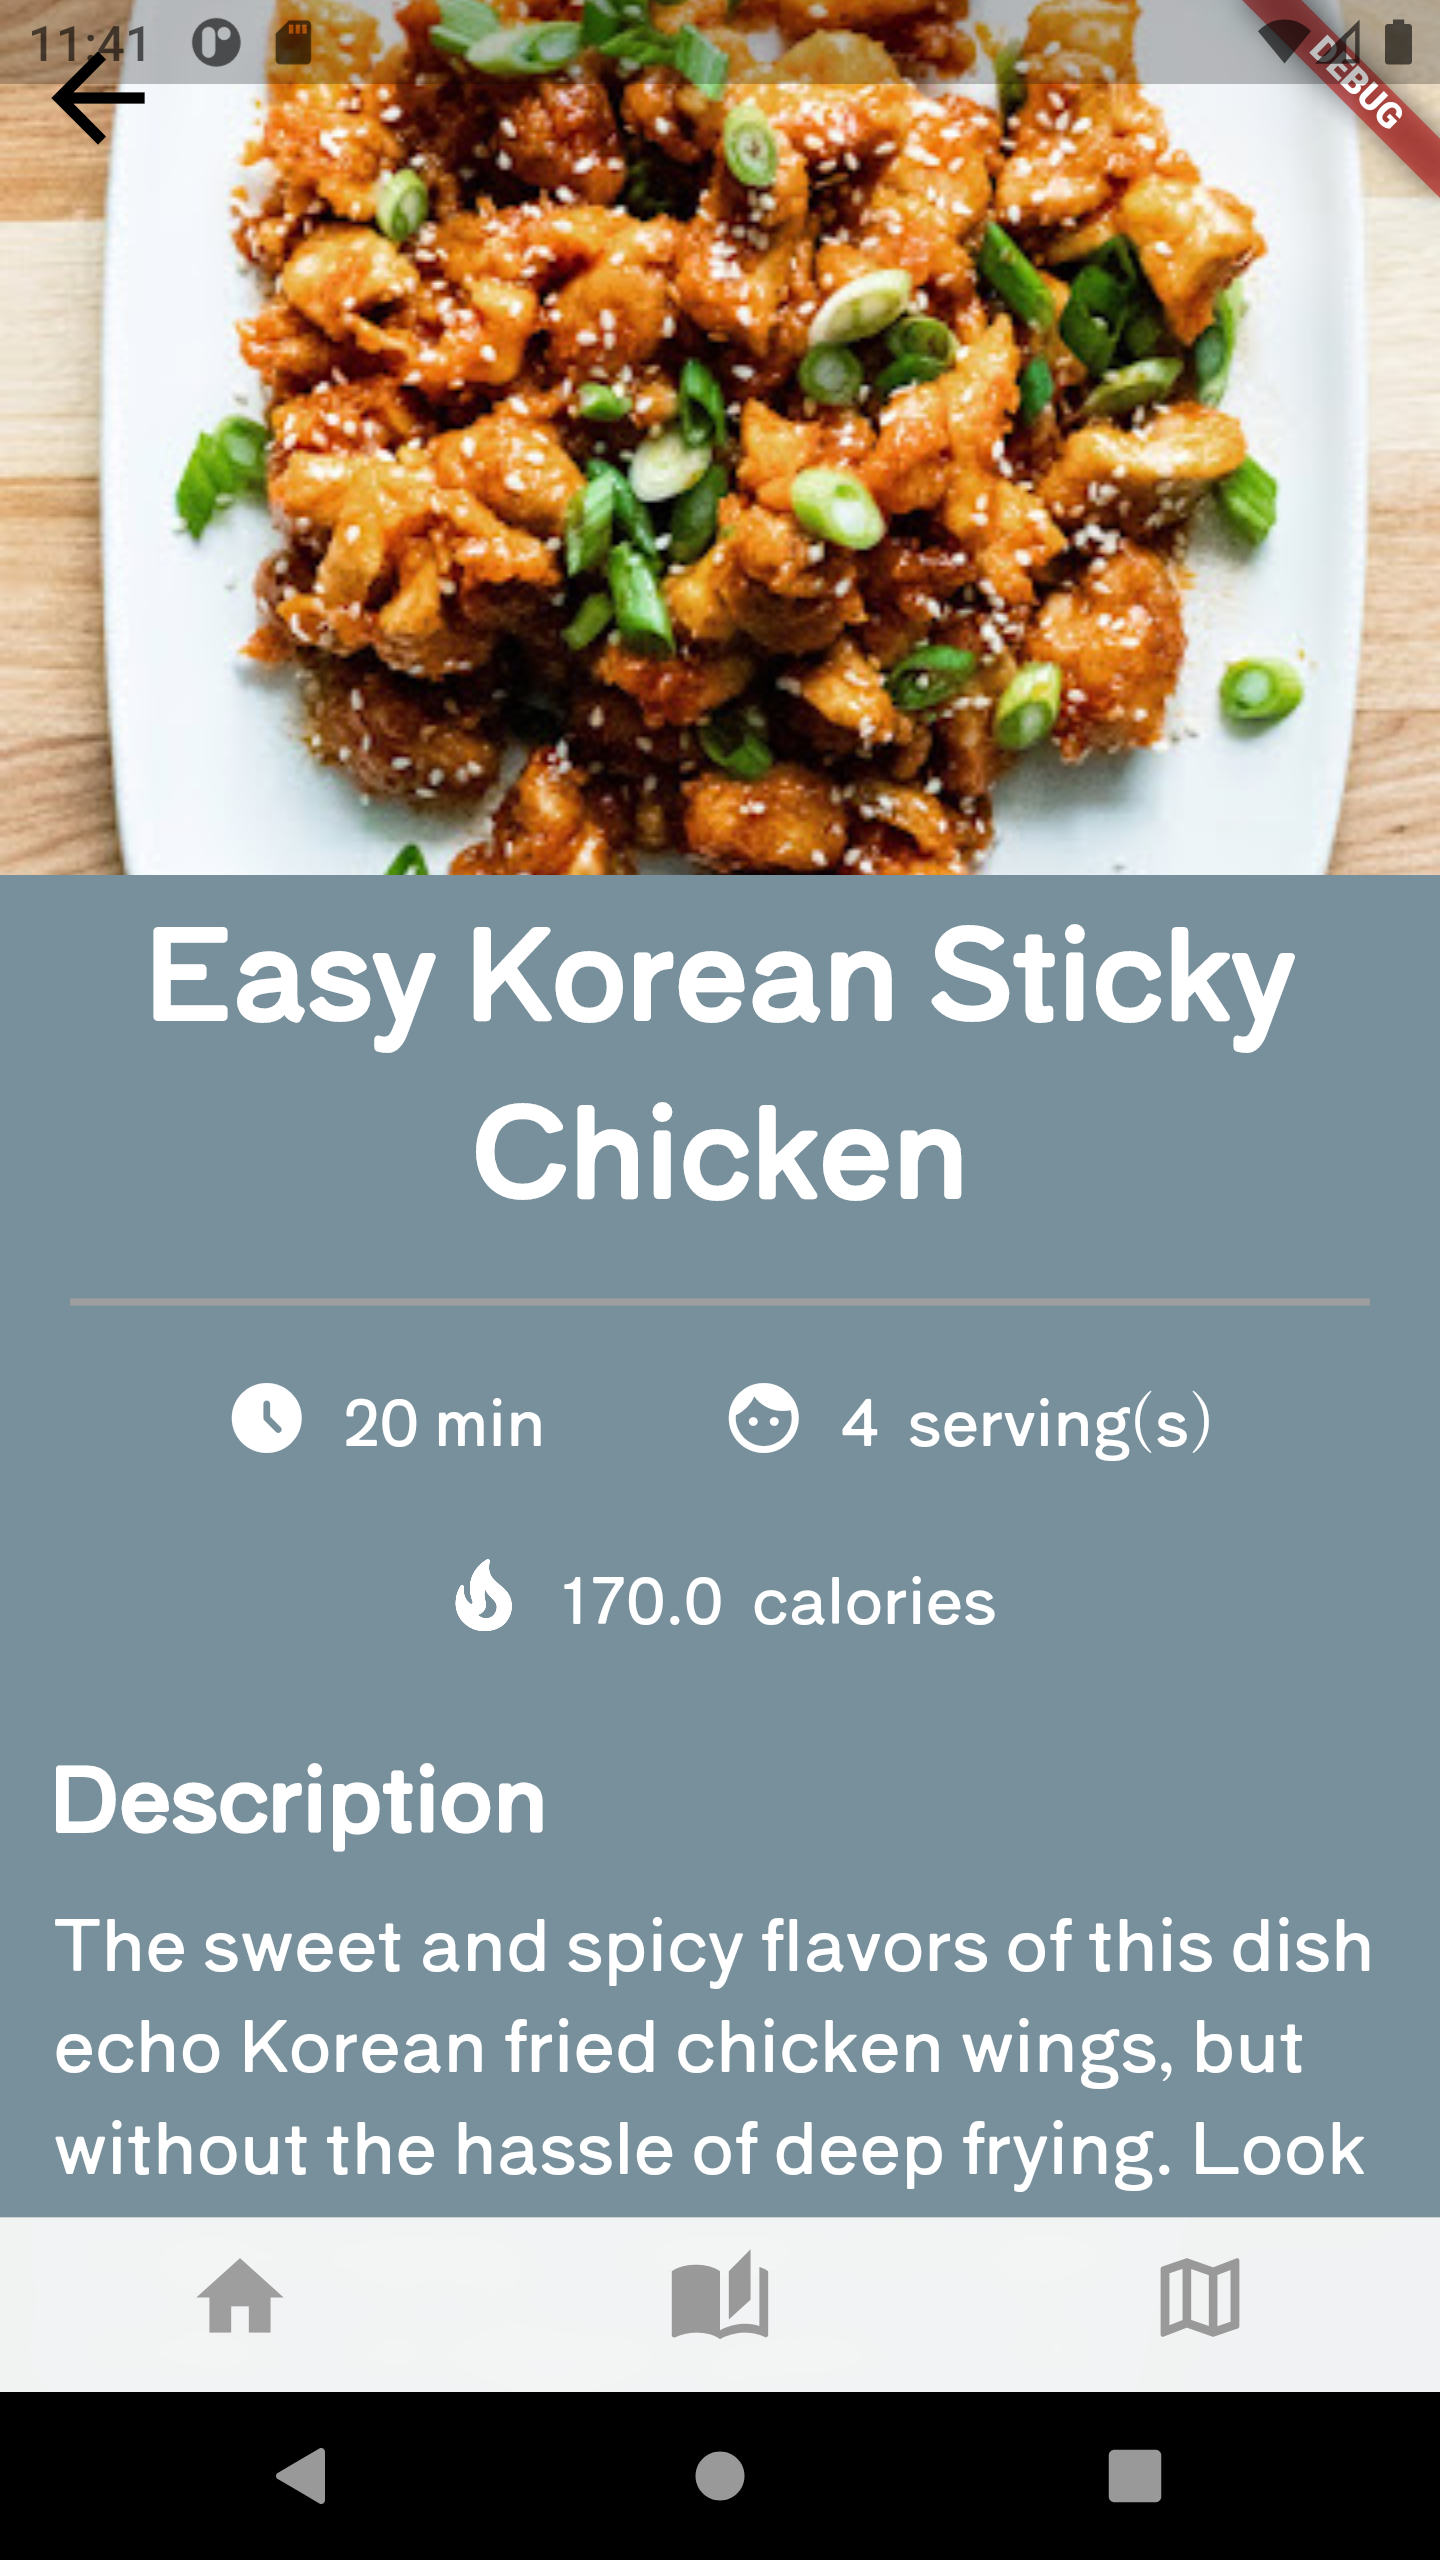 11:41
DEBUG
Easy Korean Sticky
Chicken
20 min
4 serving(s)
170.0 calories
Description
The sweet and spicy flavors of this dish
echo Korean fried chicken wings, but
without the hassle of deep frying. Look